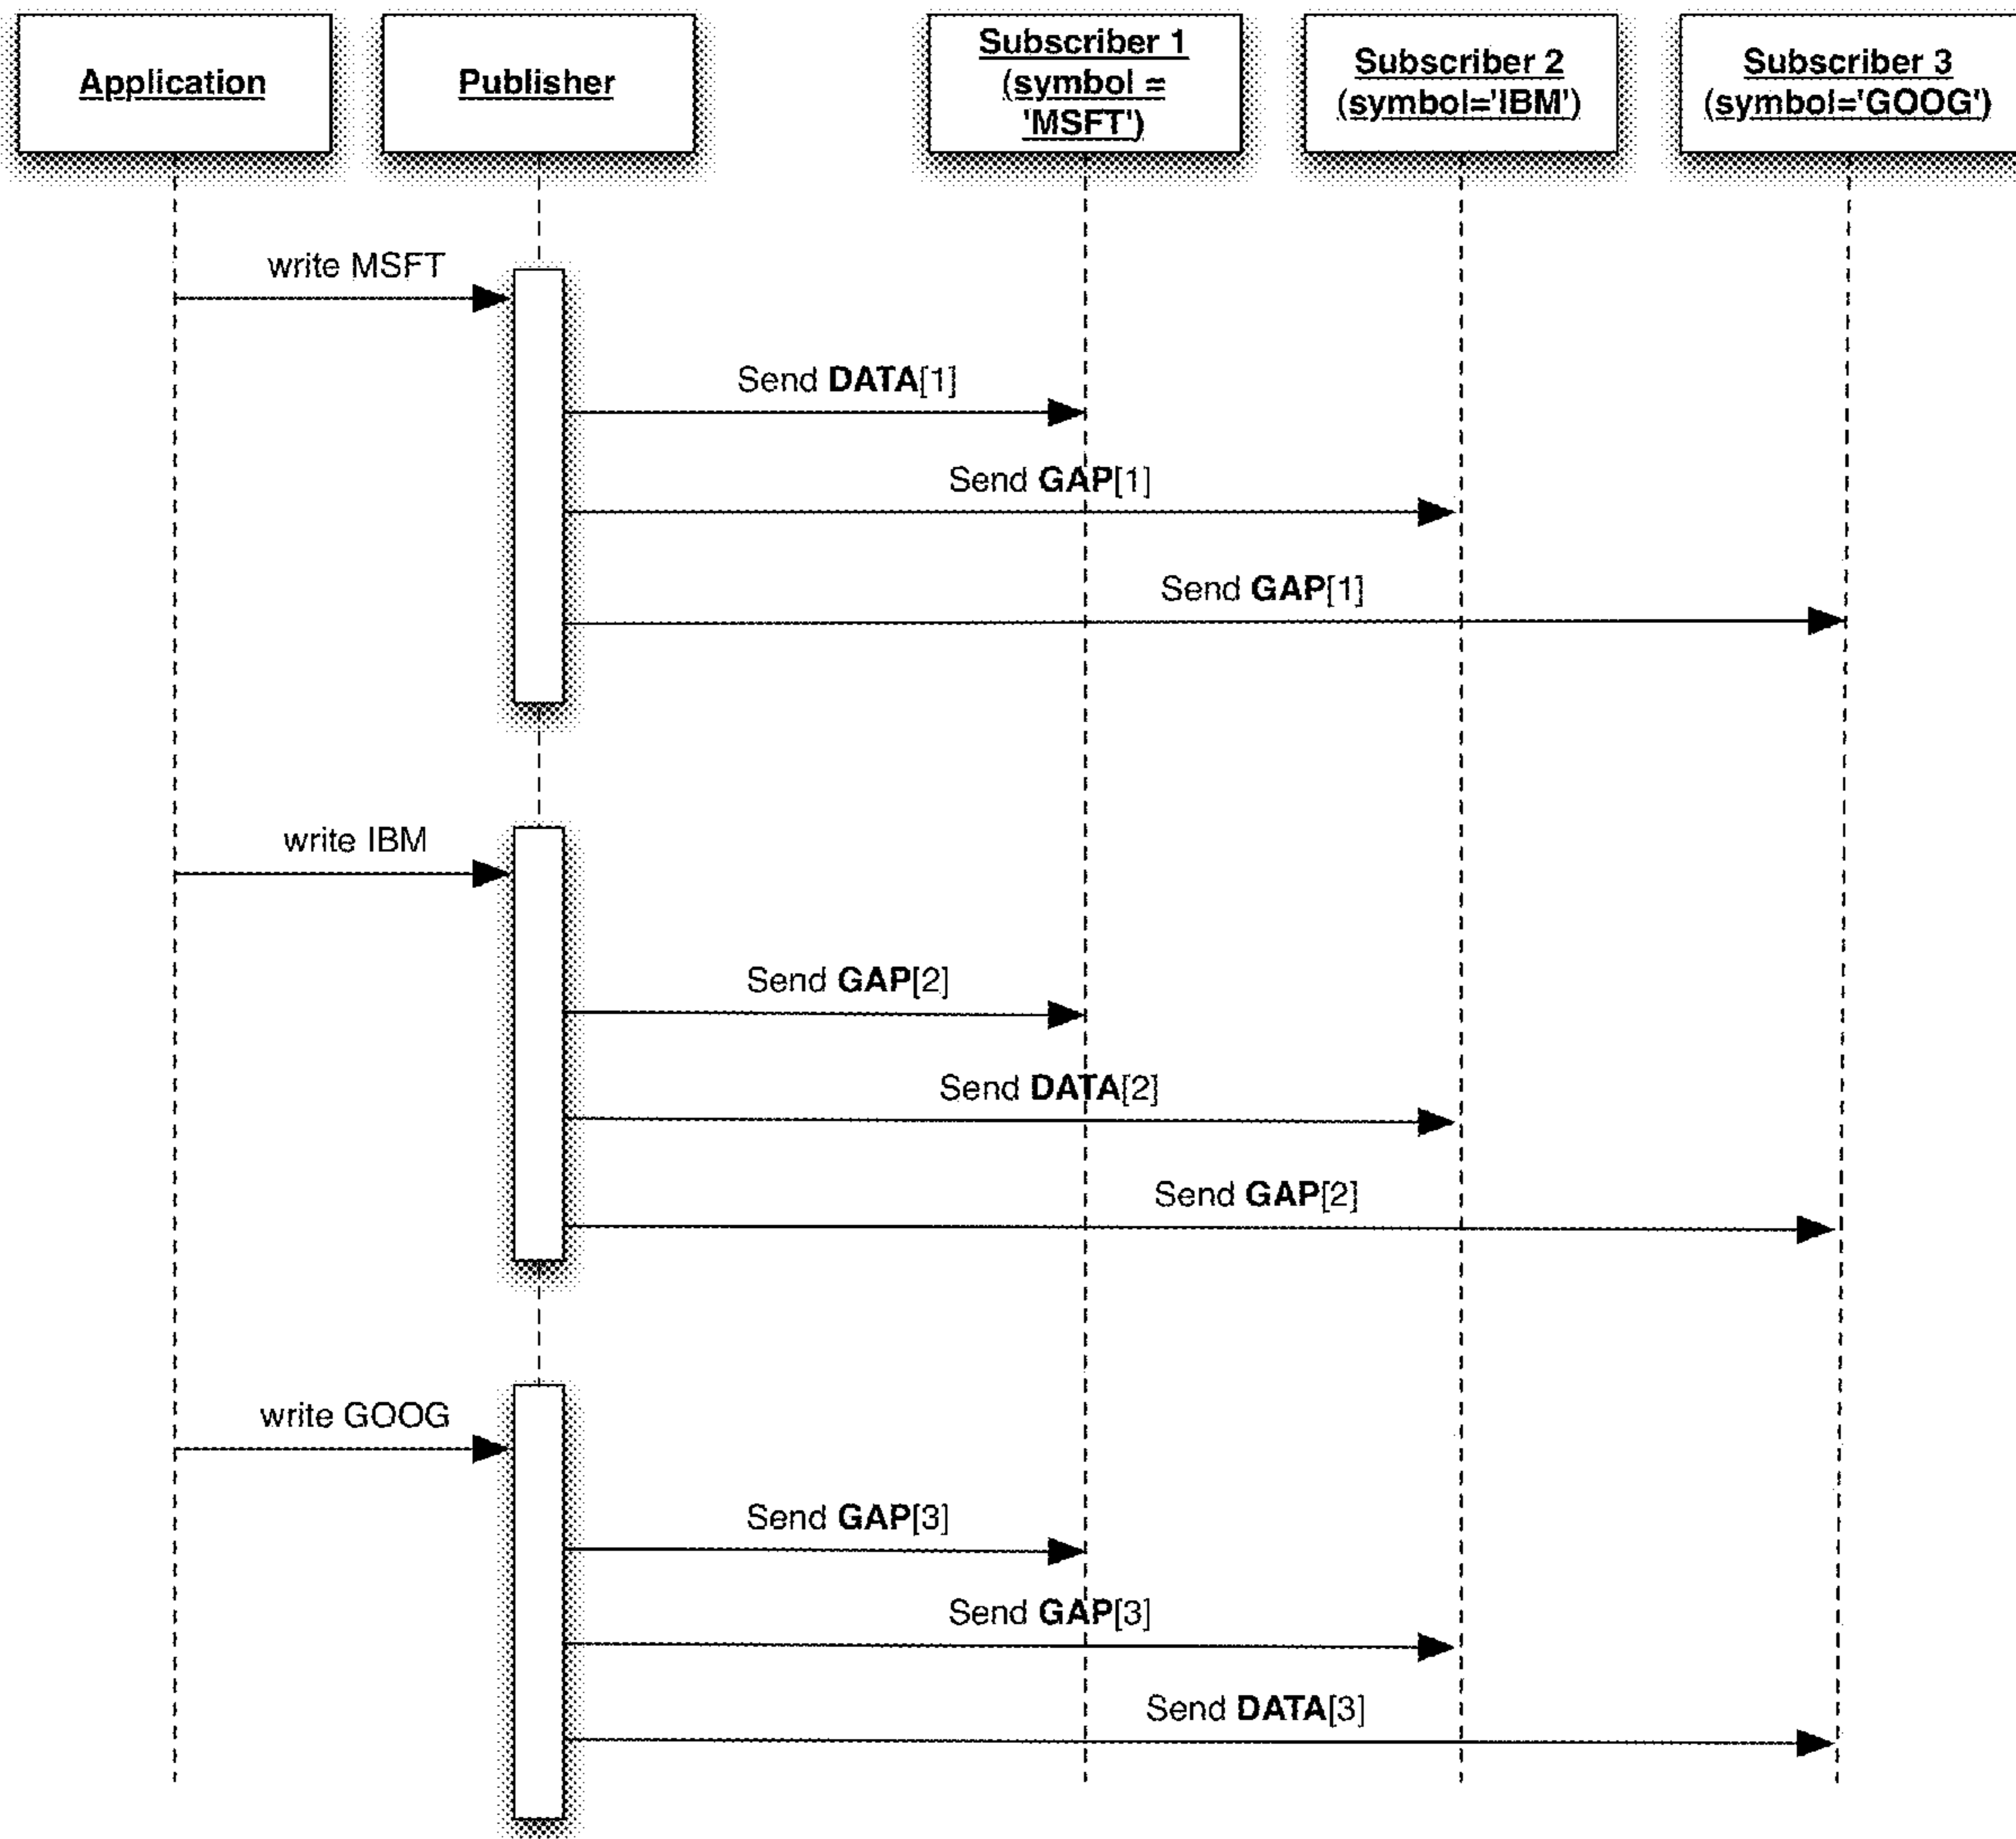 Application
Publisher
Subscriber 1
(symbol =
'MSFT')
Subscriber 2
(symbol='IBM')
Subscriber 3
(symbol='GOOG')
write MSFT
Send DATA[1]
Send GAP[1]
Send GAP[1]
write IBM
Send GAP[2]
Send DATA[2]
Send GAP[2]
write GOOG
Send GAP[3]
Send GAP[3]
Send DATA[3]